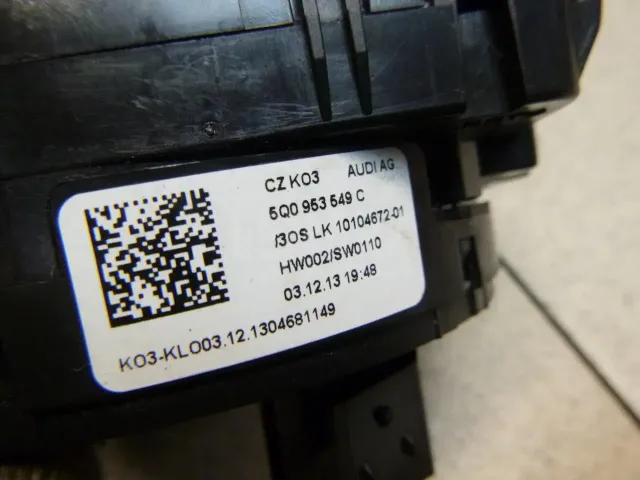 CZ K03 AUDI AG
5Q0 953 549 C
/3OS LK 10104672-01
HW002/SW0110
03.12.13 19:48
K03-KLO03.12.1304681149